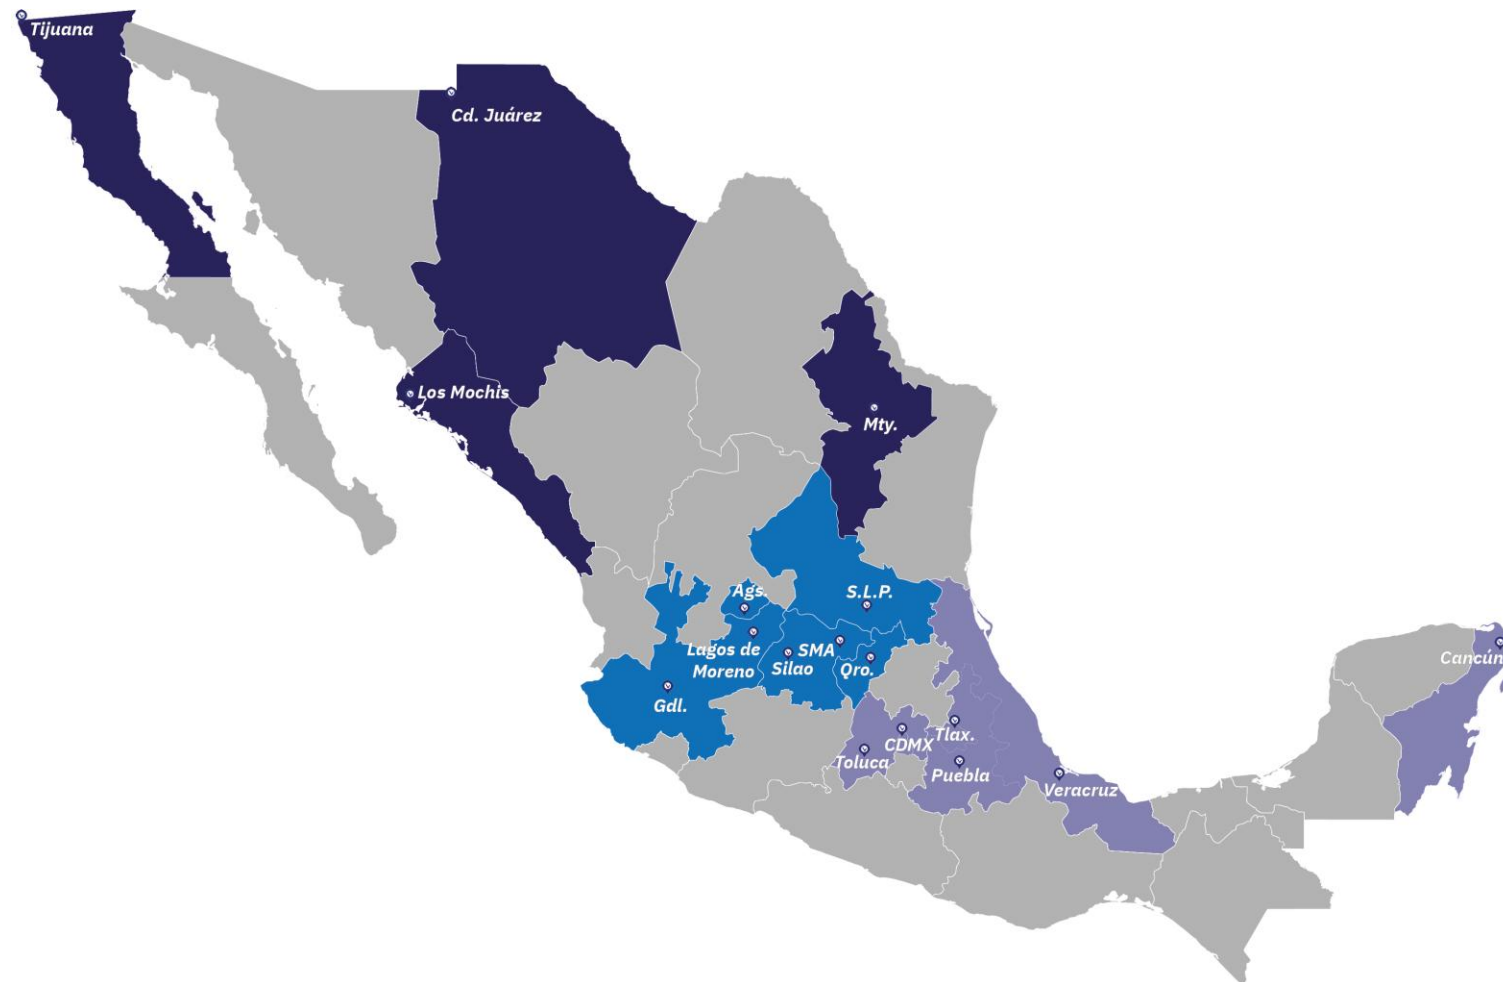 Tijuana
Cd. Juárez
Los Mochis
Mty.
Ags.
S.L.P.
Lagos de
Moreno
SMA
Silao
Qro.
Gdl.
CDMX
Tlax.
Toluca
Puebla
Veracruz
Cancún